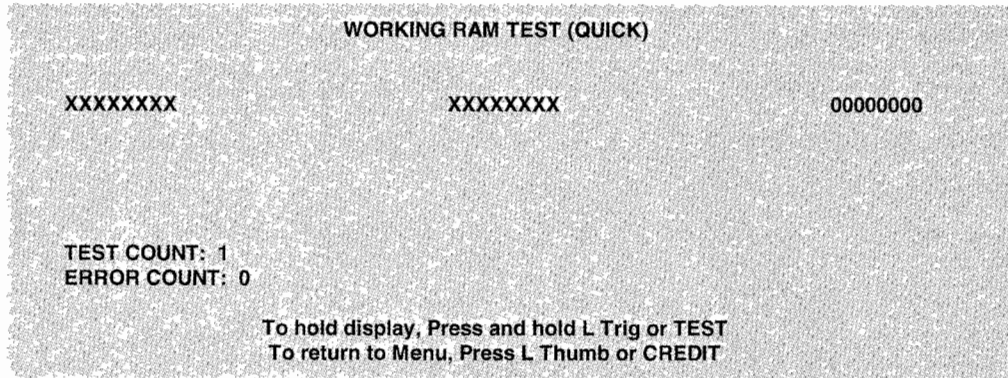 WORKING RAM TEST (QUICK)
XXXXXXXX XXXXXXXX 00000000
TEST COUNT: 1
ERROR COUNT: 0
To hold display, Press and hold L Trig or TEST
To return to Menu, Press L Thumb or CREDIT